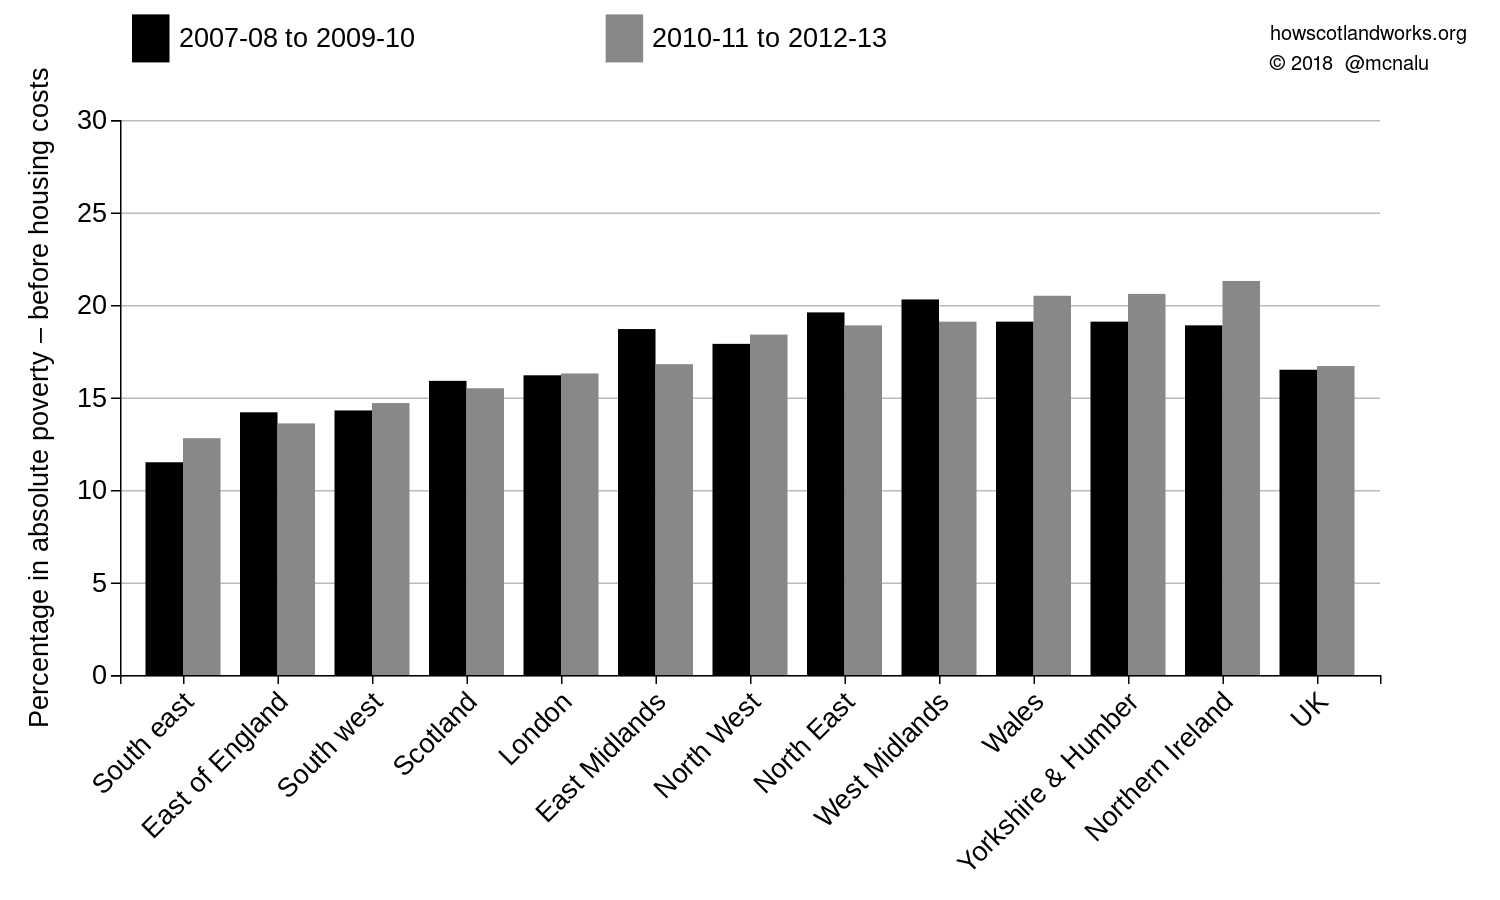 2007-08 to 2009-10
2010-11 to 2012-13
howscotlandworks.org
© 2018 @mcnalu
Percentage in absolute poverty – before housing costs
30
25
20
15
10
5
0
South east
East of England
South west
Scotland
London
East Midlands
North West
North East
West Midlands
Wales
Yorkshire & Humber
Northern Ireland
UK